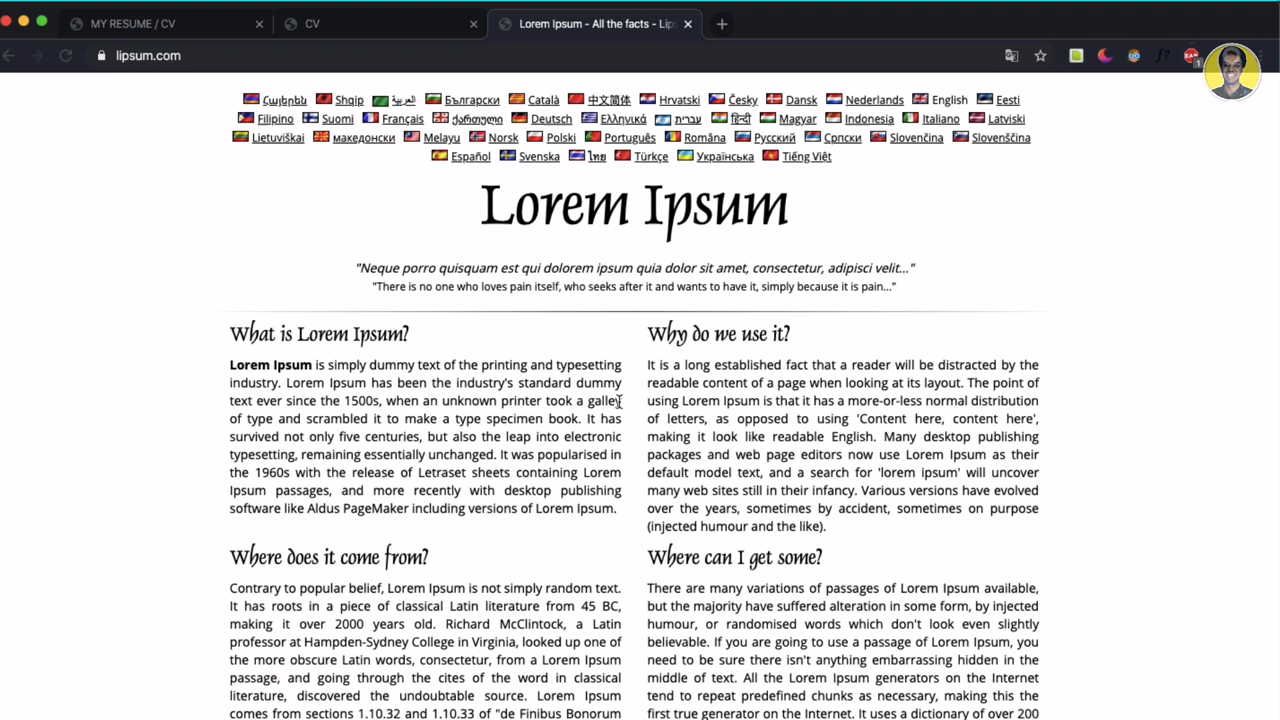 MY RESUME / CV
CV
Lorem Ipsum - All the facts - Lip
lipsum.com
Հայերեն Shqip العربية Български Català 中文简体 Hrvatski Česky Dansk Nederlands English Eesti
Filipino Suomi Français ქართული Deutsch Ελληνικά עברית हिन्दी Magyar Indonesia Italiano Latviski
Lietuviškai македонски Melayu Norsk Polski Português Româna Русский Српски Slovenčina Slovenščina
Español Svenska ไทย Türkçe Українська Tiếng Việt
Lorem Ipsum
"Neque porro quisquam est qui dolorem ipsum quia dolor sit amet, consectetur, adipisci velit..."
"There is no one who loves pain itself, who seeks after it and wants to have it, simply because it is pain..."
What is Lorem Ipsum?
Lorem Ipsum is simply dummy text of the printing and typesetting
industry. Lorem Ipsum has been the industry's standard dummy
text ever since the 1500s, when an unknown printer took a galley
of type and scrambled it to make a type specimen book. It has
survived not only five centuries, but also the leap into electronic
typesetting, remaining essentially unchanged. It was popularised in
the 1960s with the release of Letraset sheets containing Lorem
Ipsum passages, and more recently with desktop publishing
software like Aldus PageMaker including versions of Lorem Ipsum.
Why do we use it?
It is a long established fact that a reader will be distracted by the
readable content of a page when looking at its layout. The point of
using Lorem Ipsum is that it has a more-or-less normal distribution
of letters, as opposed to using 'Content here, content here',
making it look like readable English. Many desktop publishing
packages and web page editors now use Lorem Ipsum as their
default model text, and a search for 'lorem ipsum' will uncover
many web sites still in their infancy. Various versions have evolved
over the years, sometimes by accident, sometimes on purpose
(injected humour and the like).
Where does it come from?
Contrary to popular belief, Lorem Ipsum is not simply random text.
It has roots in a piece of classical Latin literature from 45 BC,
making it over 2000 years old. Richard McClintock, a Latin
professor at Hampden-Sydney College in Virginia, looked up one of
the more obscure Latin words, consectetur, from a Lorem Ipsum
passage, and going through the cites of the word in classical
literature, discovered the undoubtable source. Lorem Ipsum
comes from sections 1.10.32 and 1.10.33 of "de Finibus Bonorum
Where can I get some?
There are many variations of passages of Lorem Ipsum available,
but the majority have suffered alteration in some form, by injected
humour, or randomised words which don't look even slightly
believable. If you are going to use a passage of Lorem Ipsum, you
need to be sure there isn't anything embarrassing hidden in the
middle of text. All the Lorem Ipsum generators on the Internet
tend to repeat predefined chunks as necessary, making this the
first true generator on the Internet. It uses a dictionary of over 200